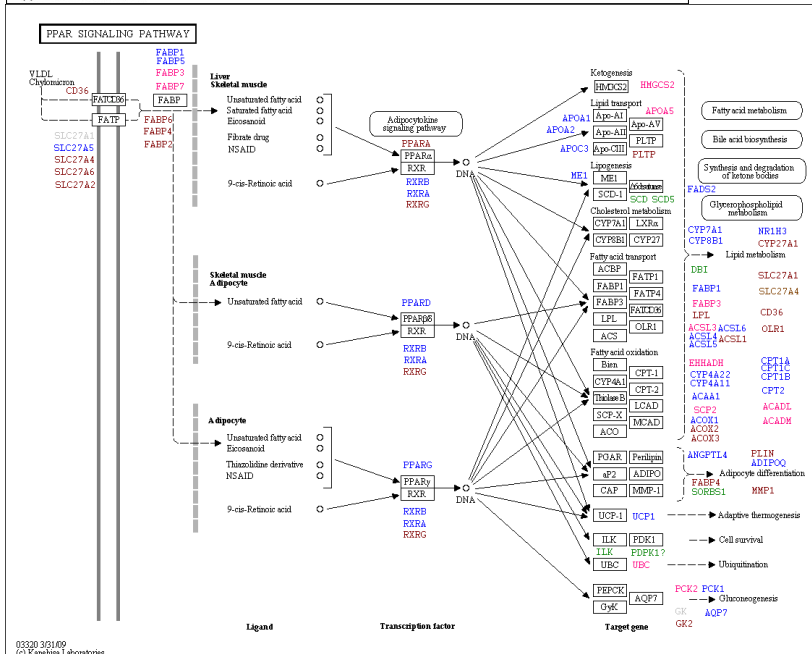 PPAR SIGNALING PATHWAY
FABP1
FABP5
FABP3
FABP7
VLDL
Chylomicron
CD36
FAT/CD36
FABP
FATP
FABP6
FABP4
FABP2
SLC27A1
SLC27A5
SLC27A4
SLC27A6
SLC27A2
Liver
Skeletal muscle
Unsaturated fatty acid
Saturated fatty acid
Eicosanoid
Fibrate drug
NSAID
9-cis-Retinoic acid
Adipocytokine
signaling pathway
PPARA
PPARα
RXR
RXRB
RXRA
RXRG
DNA
Skeletal muscle
Adipocyte
Unsaturated fatty acid
9-cis-Retinoic acid
PPARD
PPARβ/δ
RXR
RXRB
RXRA
RXRG
DNA
Adipocyte
Unsaturated fatty acid
Eicosanoid
Thiazolidine derivative
NSAID
9-cis-Retinoic acid
PPARG
PPARγ
RXR
RXRB
RXRA
RXRG
DNA
Ketogenesis
HMGCS2 HMGCS2
Lipid transport
APOA1 Apo-AI APOA5
APOA2 Apo-AII Apo-AV
APOC3 Apo-CIII PLTP
PLTP
Lipogenesis
ME1 ME1
SCD-1 FADS2
SCD SCD5
Cholesterol metabolism
CYP7A1 LXRα
CYP8B1 CYP27
Fatty acid transport
ACBP
FABP1 FATP1
FABP3 FATP4
LPL FAT/CD36
ACS OLR1
Fatty acid oxidation
Bien
CYP4A1 CPT-1
Thiolase B CPT-2
SCP-X LCAD
ACO MCAD
PGAR Perilipin
aP2 ADIPO
CAP MMP-1
UCP-1 UCP1
ILK PDK1
ILK PDPK1?
UBC UBC
PEPCK
GyK AQP7
Fatty acid metabolism
Bile acid biosynthesis
Synthesis and degradation
of ketone bodies
Glycerophospholipid
metabolism
CYP7A1 NR1H3
CYP8B1 CYP27A1
Lipid metabolism
DBI
SLC27A1
FABP1 SLC27A4
FABP3
LPL CD36
ACSL3 ACSL6 OLR1
ACSL4 ACSL1
ACSL5
EHHADH CPT1A
CPT1C
CYP4A22 CPT1B
CYP4A11
ACAA1 CPT2
SCP2 ACADL
ACOX1 ACADM
ACOX2
ACOX3
ANGPTL4 PLIN
ADIPOQ
Adipocyte differentiation
FABP4
SORBS1 MMP1
Adaptive thermogenesis
Cell survival
Ubiquitination
PCK2 PCK1
Gluconeogenesis
GK AQP7
GK2
Ligand
Transcription factor
Target gene
03320 3/31/09
(c) Kanehisa Laboratories